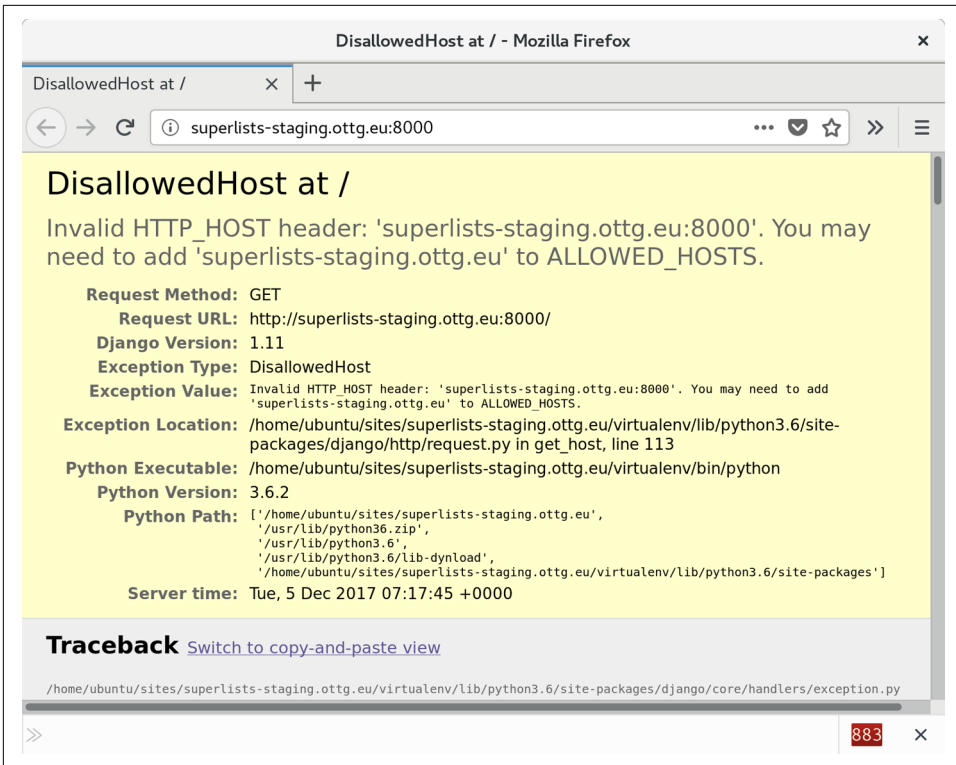 DisallowedHost at / - Mozilla Firefox
DisallowedHost at /
superlists-staging.ottg.eu:8000
DisallowedHost at /
Invalid HTTP_HOST header: 'superlists-staging.ottg.eu:8000'. You may
need to add 'superlists-staging.ottg.eu' to ALLOWED_HOSTS.
Request Method: GET
Request URL: http://superlists-staging.ottg.eu:8000/
Django Version: 1.11
Exception Type: DisallowedHost
Exception Value: Invalid HTTP_HOST header: 'superlists-staging.ottg.eu:8000'. You may need to add
'superlists-staging.ottg.eu' to ALLOWED_HOSTS.
Exception Location: /home/ubuntu/sites/superlists-staging.ottg.eu/virtualenv/lib/python3.6/site-
packages/django/http/request.py in get_host, line 113
Python Executable: /home/ubuntu/sites/superlists-staging.ottg.eu/virtualenv/bin/python
Python Version: 3.6.2
Python Path: ['/home/ubuntu/sites/superlists-staging.ottg.eu',
'/usr/lib/python36.zip',
'/usr/lib/python3.6',
'/usr/lib/python3.6/lib-dynload',
'/home/ubuntu/sites/superlists-staging.ottg.eu/virtualenv/lib/python3.6/site-packages']
Server time: Tue, 5 Dec 2017 07:17:45 +0000
Traceback Switch to copy-and-paste view
/home/ubuntu/sites/superlists-staging.ottg.eu/virtualenv/lib/python3.6/site-packages/django/core/handlers/exception.py
883